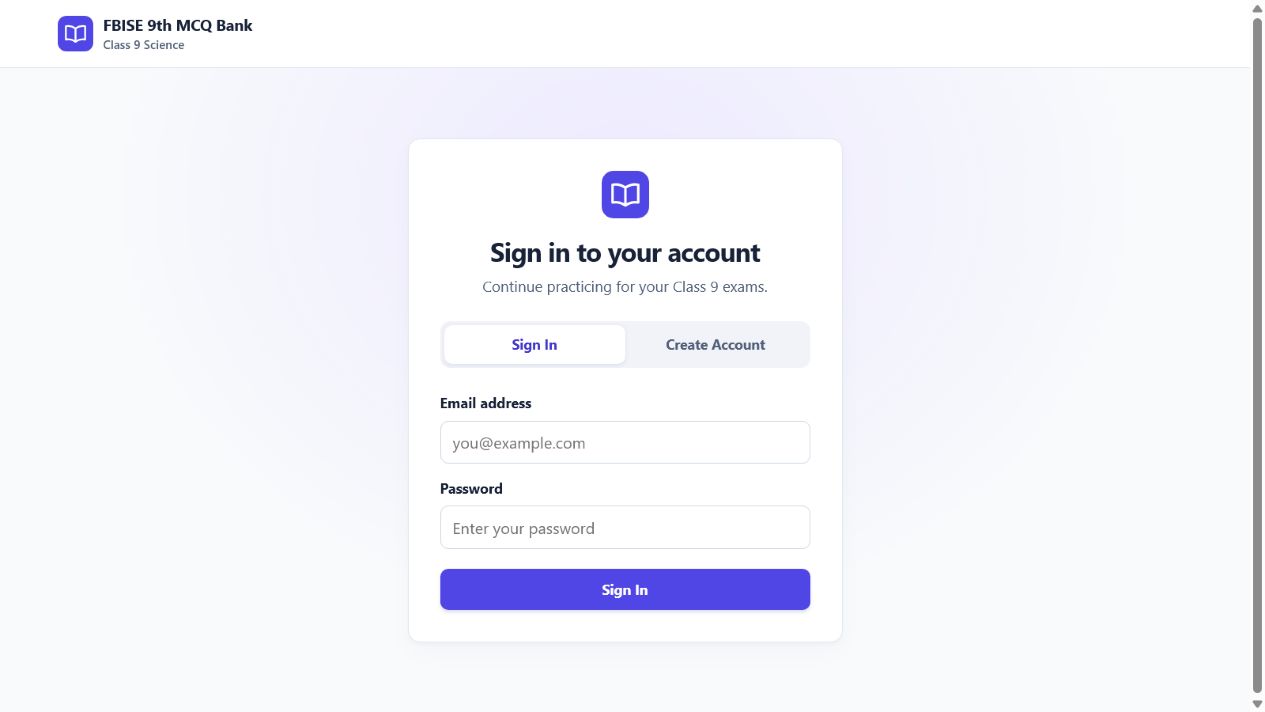 FBISE 9th MCQ Bank
Class 9 Science
Sign in to your account
Continue practicing for your Class 9 exams.
Sign In
Create Account
Email address
you@example.com
Password
Enter your password
Sign In